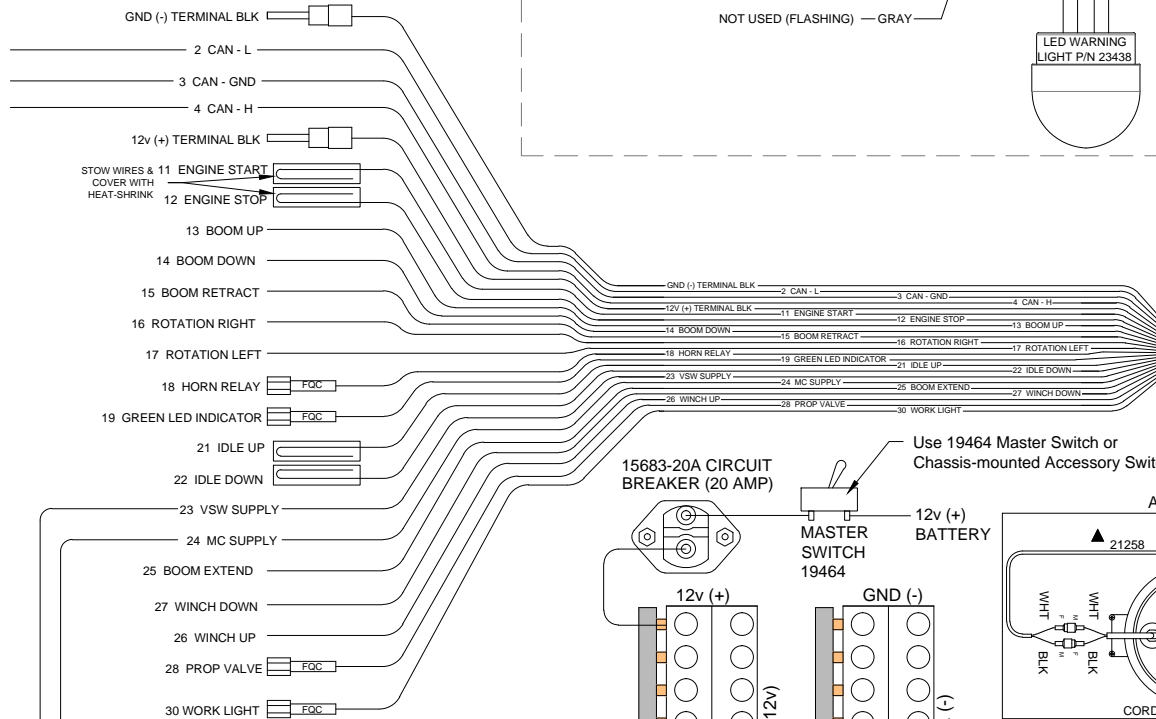 GND (-) TERMINAL BLK
2 CAN - L
3 CAN - GND
4 CAN - H
12v (+) TERMINAL BLK
STOW WIRES &
COVER WITH
HEAT-SHRINK
11 ENGINE START
12 ENGINE STOP
13 BOOM UP
14 BOOM DOWN
15 BOOM RETRACT
16 ROTATION RIGHT
17 ROTATION LEFT
18 HORN RELAY
FQC
19 GREEN LED INDICATOR
FQC
21 IDLE UP
22 IDLE DOWN
23 VSW SUPPLY
24 MC SUPPLY
25 BOOM EXTEND
27 WINCH DOWN
26 WINCH UP
28 PROP VALVE
FQC
30 WORK LIGHT
FQC
NOT USED (FLASHING)
GRAY
LED WARNING
LIGHT P/N 23438
GND (-) TERMINAL BLK
2 CAN - L
3 CAN - GND
4 CAN - H
12V (+) TERMINAL BLK
11 ENGINE START
12 ENGINE STOP
13 BOOM UP
14 BOOM DOWN
15 BOOM RETRACT
16 ROTATION RIGHT
17 ROTATION LEFT
18 HORN RELAY
19 GREEN LED INDICATOR
21 IDLE UP
22 IDLE DOWN
23 VSW SUPPLY
24 MC SUPPLY
25 BOOM EXTEND
27 WINCH DOWN
26 WINCH UP
28 PROP VALVE
30 WORK LIGHT
Use 19464 Master Switch or
Chassis-mounted Accessory Swit
15683-20A CIRCUIT
BREAKER (20 AMP)
MASTER
SWITCH
19464
12v (+)
BATTERY
12v (+)
12v)
GND (-)
(-)
A
21258
WHT
F
M
WHT
BLK
M
F
BLK
CORD